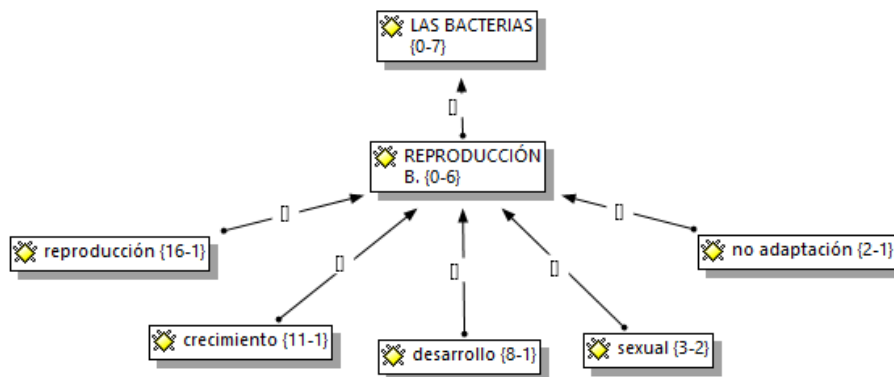 LAS BACTERIAS
{0-7}
[]
REPRODUCCIÓN
B. {0-6}
[]
[]
reproducción {16-1}
no adaptación {2-1}
[]
[]
[]
crecimiento {11-1}
desarrollo {8-1}
sexual {3-2}